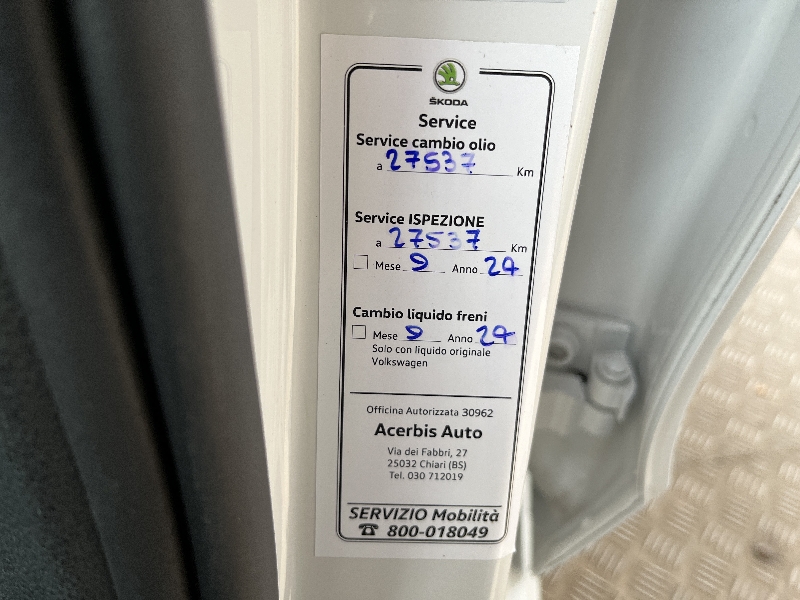 ŠKODA
Service
Service cambio olio
a 27537 Km
Service ISPEZIONE
a 27537 Km
Mese 9 Anno 24
Cambio liquido freni
Mese 9 Anno 24
Solo con liquido originale
Volkswagen
Officina Autorizzata 30962
Acerbis Auto
Via dei Fabbri, 27
25032 Chiari (BS)
Tel. 030 712019
SERVIZIO Mobilità
☎ 800-018049